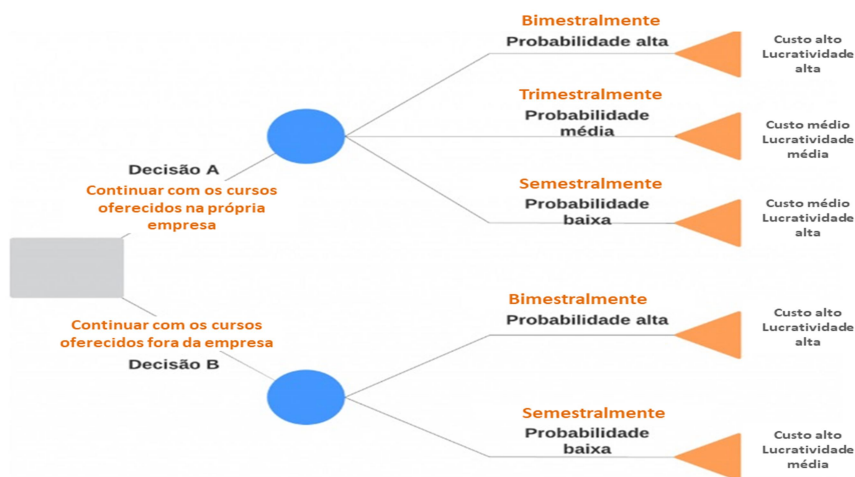 Bimestralmente
Probabilidade alta
Custo alto
Lucratividade
alta
Trimestralmente
Probabilidade
média
Custo médio
Lucratividade
média
Decisão A
Continuar com os cursos
oferecidos na própria
empresa
Semestralmente
Probabilidade
baixa
Custo médio
Lucratividade
alta
Continuar com os cursos
oferecidos fora da empresa
Decisão B
Bimestralmente
Probabilidade alta
Custo alto
Lucratividade
alta
Semestralmente
Probabilidade
baixa
Custo alto
Lucratividade
média